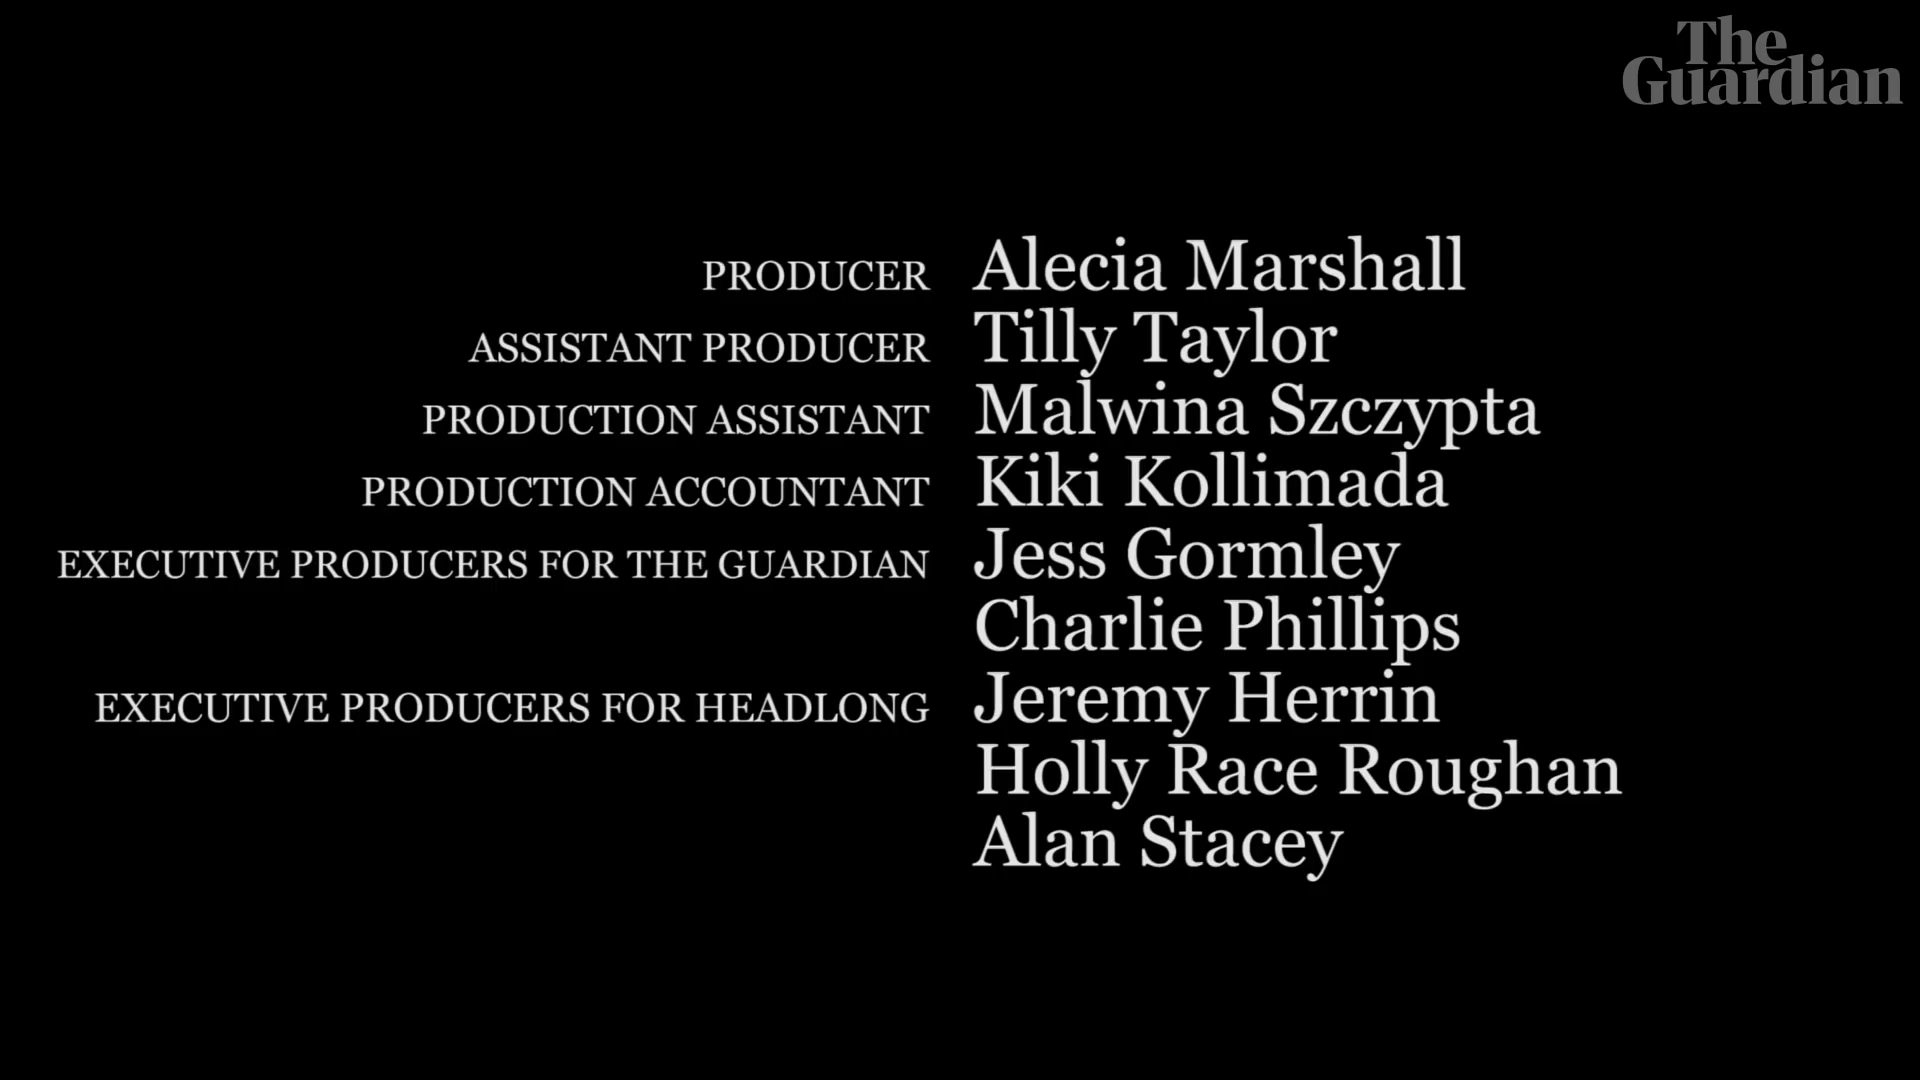 The
Guardian
PRODUCER Alecia Marshall
ASSISTANT PRODUCER Tilly Taylor
PRODUCTION ASSISTANT Malwina Szczypta
PRODUCTION ACCOUNTANT Kiki Kollimada
EXECUTIVE PRODUCERS FOR THE GUARDIAN Jess Gormley
Charlie Phillips
EXECUTIVE PRODUCERS FOR HEADLONG Jeremy Herrin
Holly Race Roughan
Alan Stacey